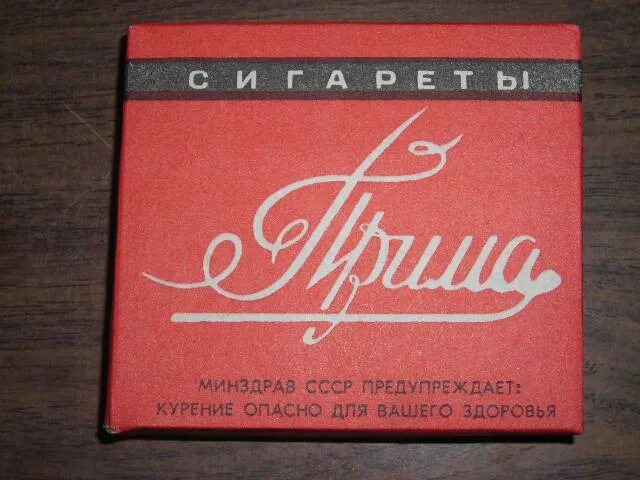 СИГАРЕТЫ
Прима
МИНЗДРАВ СССР ПРЕДУПРЕЖДАЕТ:
КУРЕНИЕ ОПАСНО ДЛЯ ВАШЕГО ЗДОРОВЬЯ